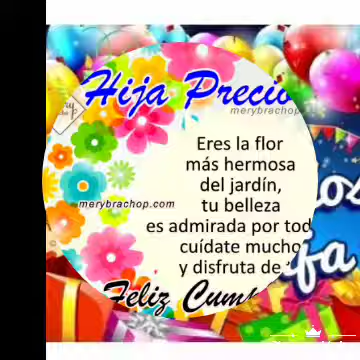 Hija Precio
merybrachop
Eres la flor
más hermosa
del jardín,
tu belleza
merybrachop.com
es admirada por tod
cuídate mucho
y disfruta de
Feliz Cum